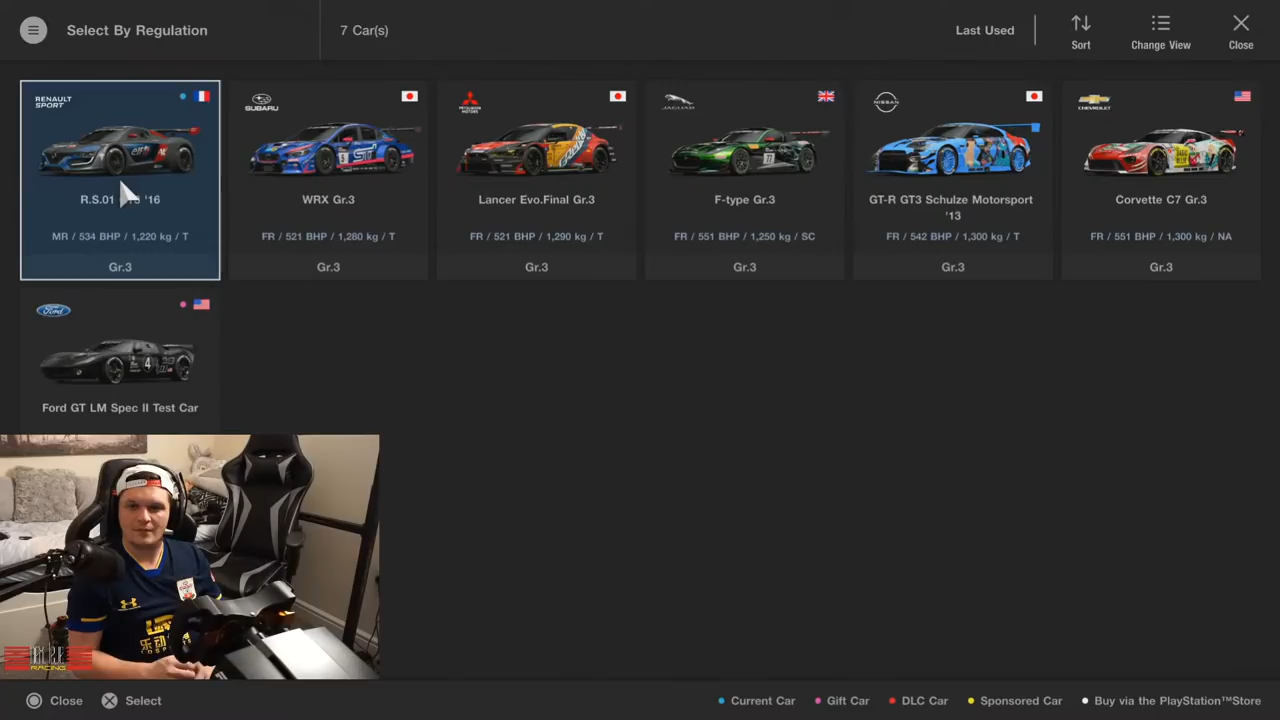 Select By Regulation
7 Car(s)
Last Used
Sort
Change View
Close
RENAULT
SPORT
R.S.01 '16
MR / 534 BHP / 1,220 kg / T
Gr.3
SUBARU
WRX Gr.3
FR / 521 BHP / 1,280 kg / T
Gr.3
MITSUBISHI
MOTORS
Lancer Evo.Final Gr.3
FR / 521 BHP / 1,290 kg / T
Gr.3
JAGUAR
F-type Gr.3
FR / 551 BHP / 1,250 kg / SC
Gr.3
NISSAN
GT-R GT3 Schulze Motorsport
'13
FR / 542 BHP / 1,300 kg / T
Gr.3
CHEVROLET
Corvette C7 Gr.3
FR / 551 BHP / 1,300 kg / NA
Gr.3
Ford
4
Ford GT LM Spec II Test Car
RACING
Close
Select
Current Car
Gift Car
DLC Car
Sponsored Car
Buy via the PlayStation™Store